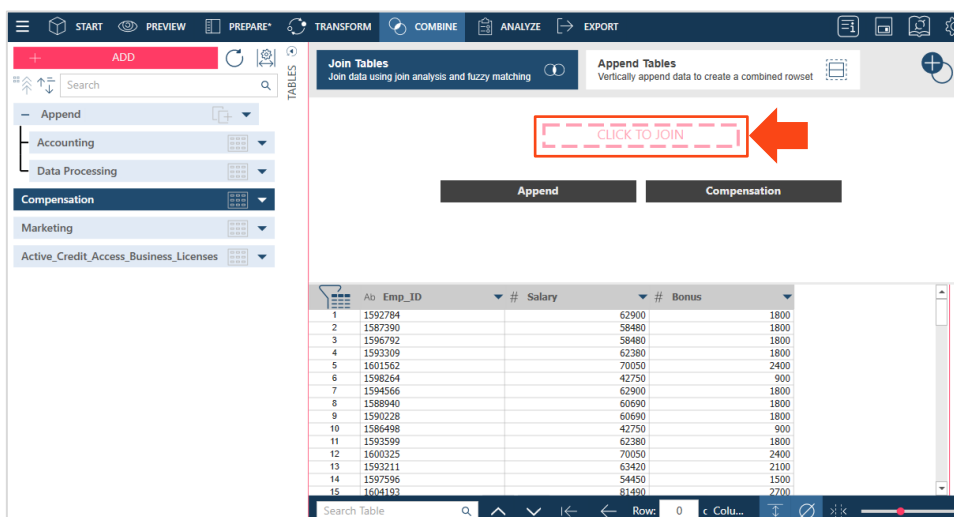 START PREVIEW PREPARE* TRANSFORM COMBINE ANALYZE EXPORT
+ ADD
Search
TABLES
Append
Accounting
Data Processing
Compensation
Marketing
Active_Credit_Access_Business_Licenses
Join Tables
Join data using join analysis and fuzzy matching
Append Tables
Vertically append data to create a combined rowset
CLICK TO JOIN
Append Compensation
Ab Emp_ID # Salary # Bonus
1 1592784 62900 1800
2 1587390 58480 1800
3 1596792 58480 1800
4 1593309 62380 1800
5 1601562 70050 2400
6 1598264 42750 900
7 1594566 62900 1800
8 1588940 60690 1800
9 1590228 60690 1800
10 1586498 42750 900
11 1593599 62380 1800
12 1600325 70050 2400
13 1593211 63420 2100
14 1597596 54450 1500
15 1604193 81490 2700
Search Table Row: 0 c Colu...